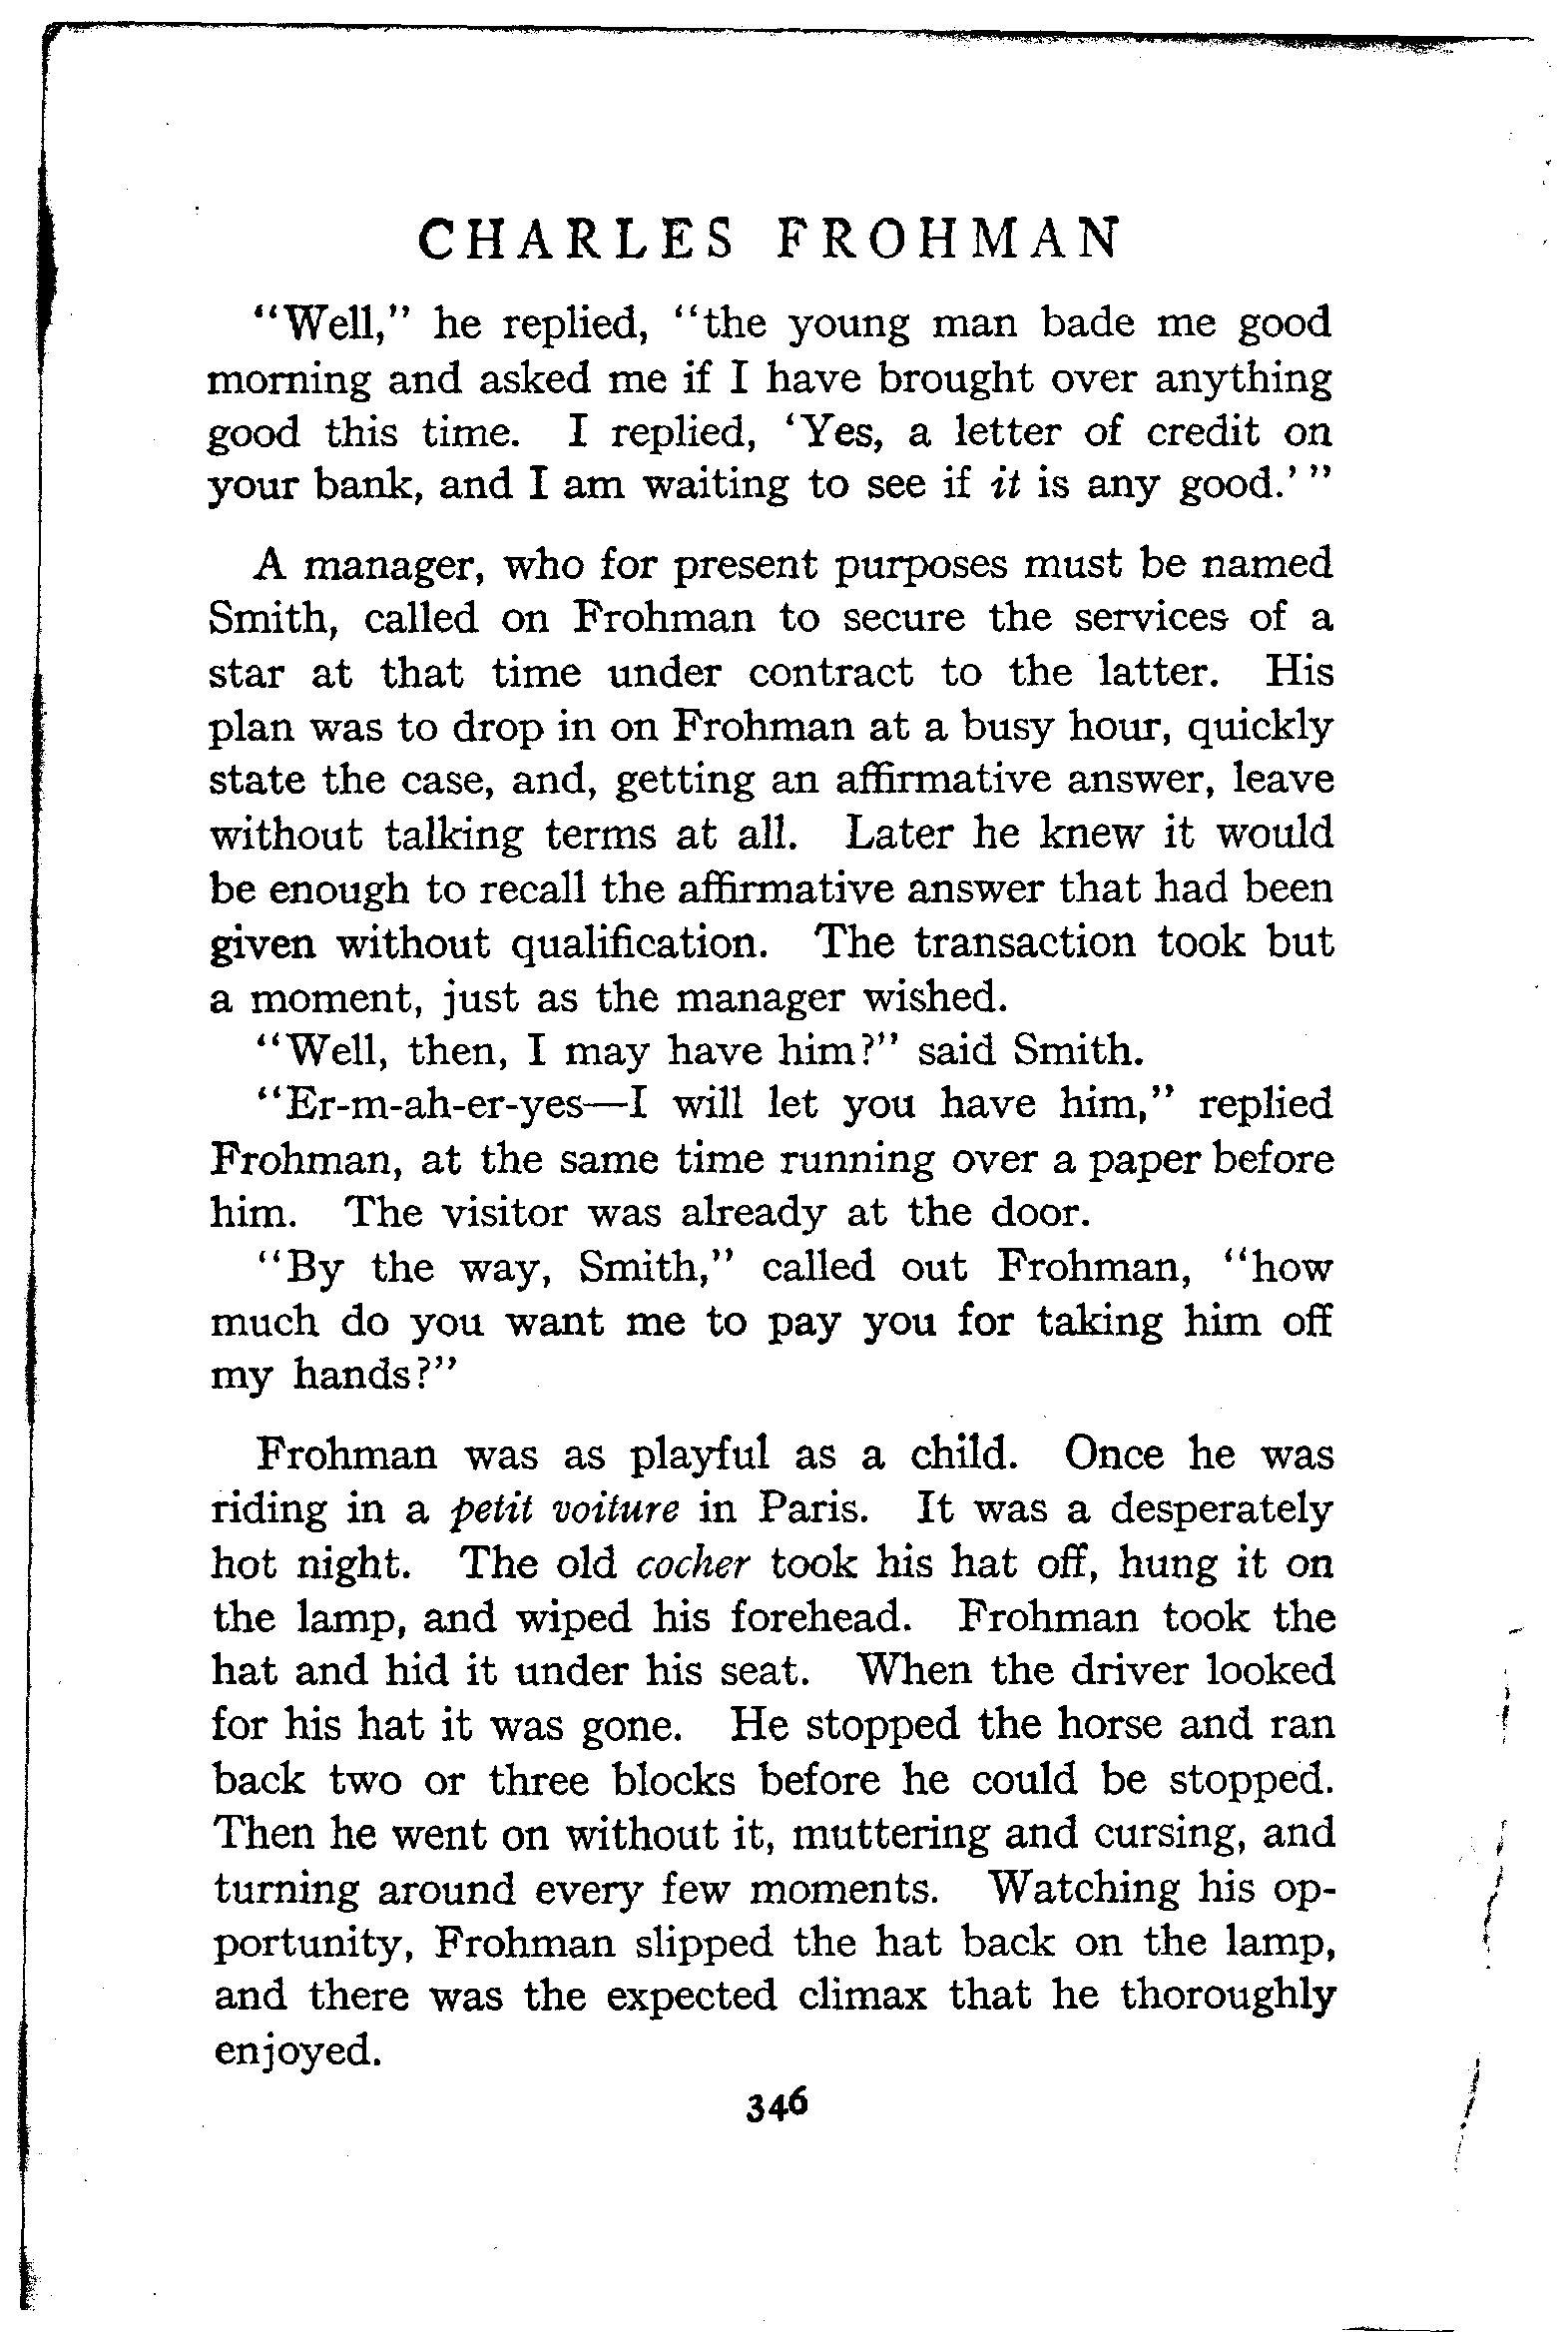 CHARLES FROHMAN
“Well,” he replied, “the young man bade me good
morning and asked me if I have brought over anything
good this time. I replied, ‘Yes, a letter of credit on
your bank, and I am waiting to see if it is any good.’”
A manager, who for present purposes must be named
Smith, called on Frohman to secure the services of a
star at that time under contract to the latter. His
plan was to drop in on Frohman at a busy hour, quickly
state the case, and, getting an affirmative answer, leave
without talking terms at all. Later he knew it would
be enough to recall the affirmative answer that had been
given without qualification. The transaction took but
a moment, just as the manager wished.
“Well, then, I may have him?” said Smith.
“Er-m-ah-er-yes—I will let you have him,” replied
Frohman, at the same time running over a paper before
him. The visitor was already at the door.
“By the way, Smith,” called out Frohman, “how
much do you want me to pay you for taking him off
my hands?”
Frohman was as playful as a child. Once he was
riding in a petit voiture in Paris. It was a desperately
hot night. The old cocher took his hat off, hung it on
the lamp, and wiped his forehead. Frohman took the
hat and hid it under his seat. When the driver looked
for his hat it was gone. He stopped the horse and ran
back two or three blocks before he could be stopped.
Then he went on without it, muttering and cursing, and
turning around every few moments. Watching his op-
portunity, Frohman slipped the hat back on the lamp,
and there was the expected climax that he thoroughly
enjoyed.
346